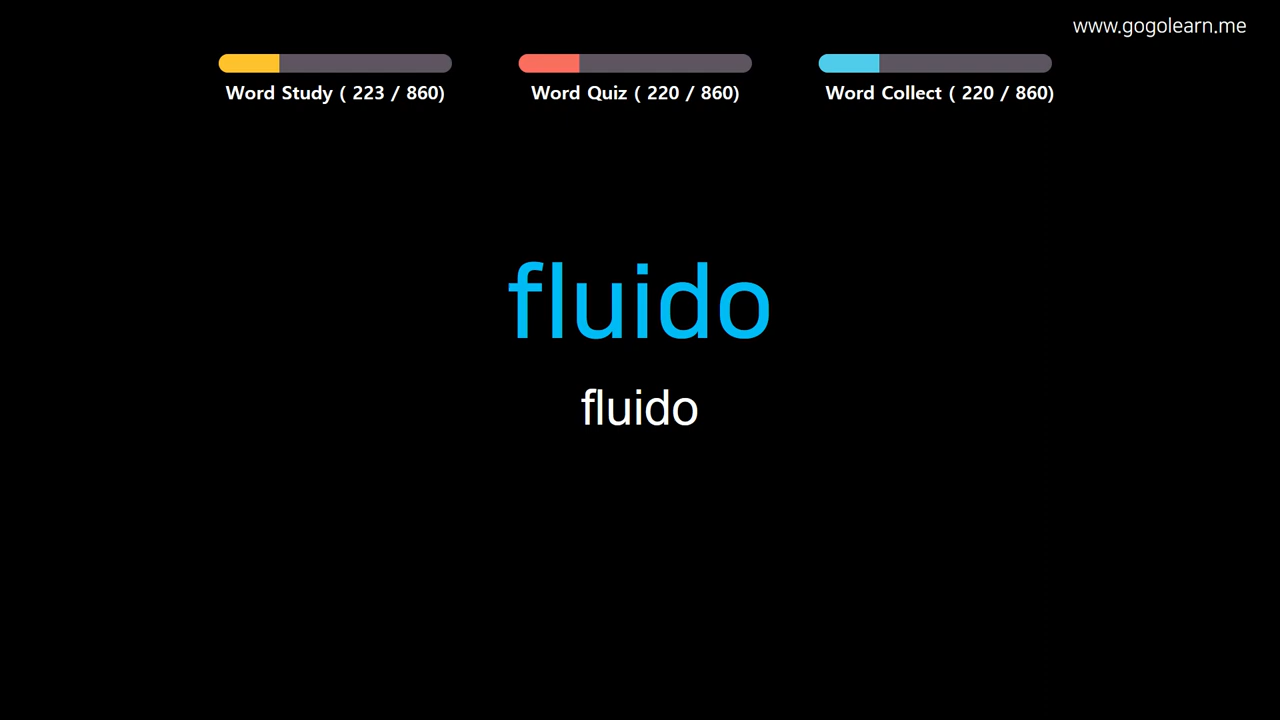 www.gogolearn.me
Word Study ( 223 / 860)
Word Quiz ( 220 / 860)
Word Collect ( 220 / 860)
fluido
fluido